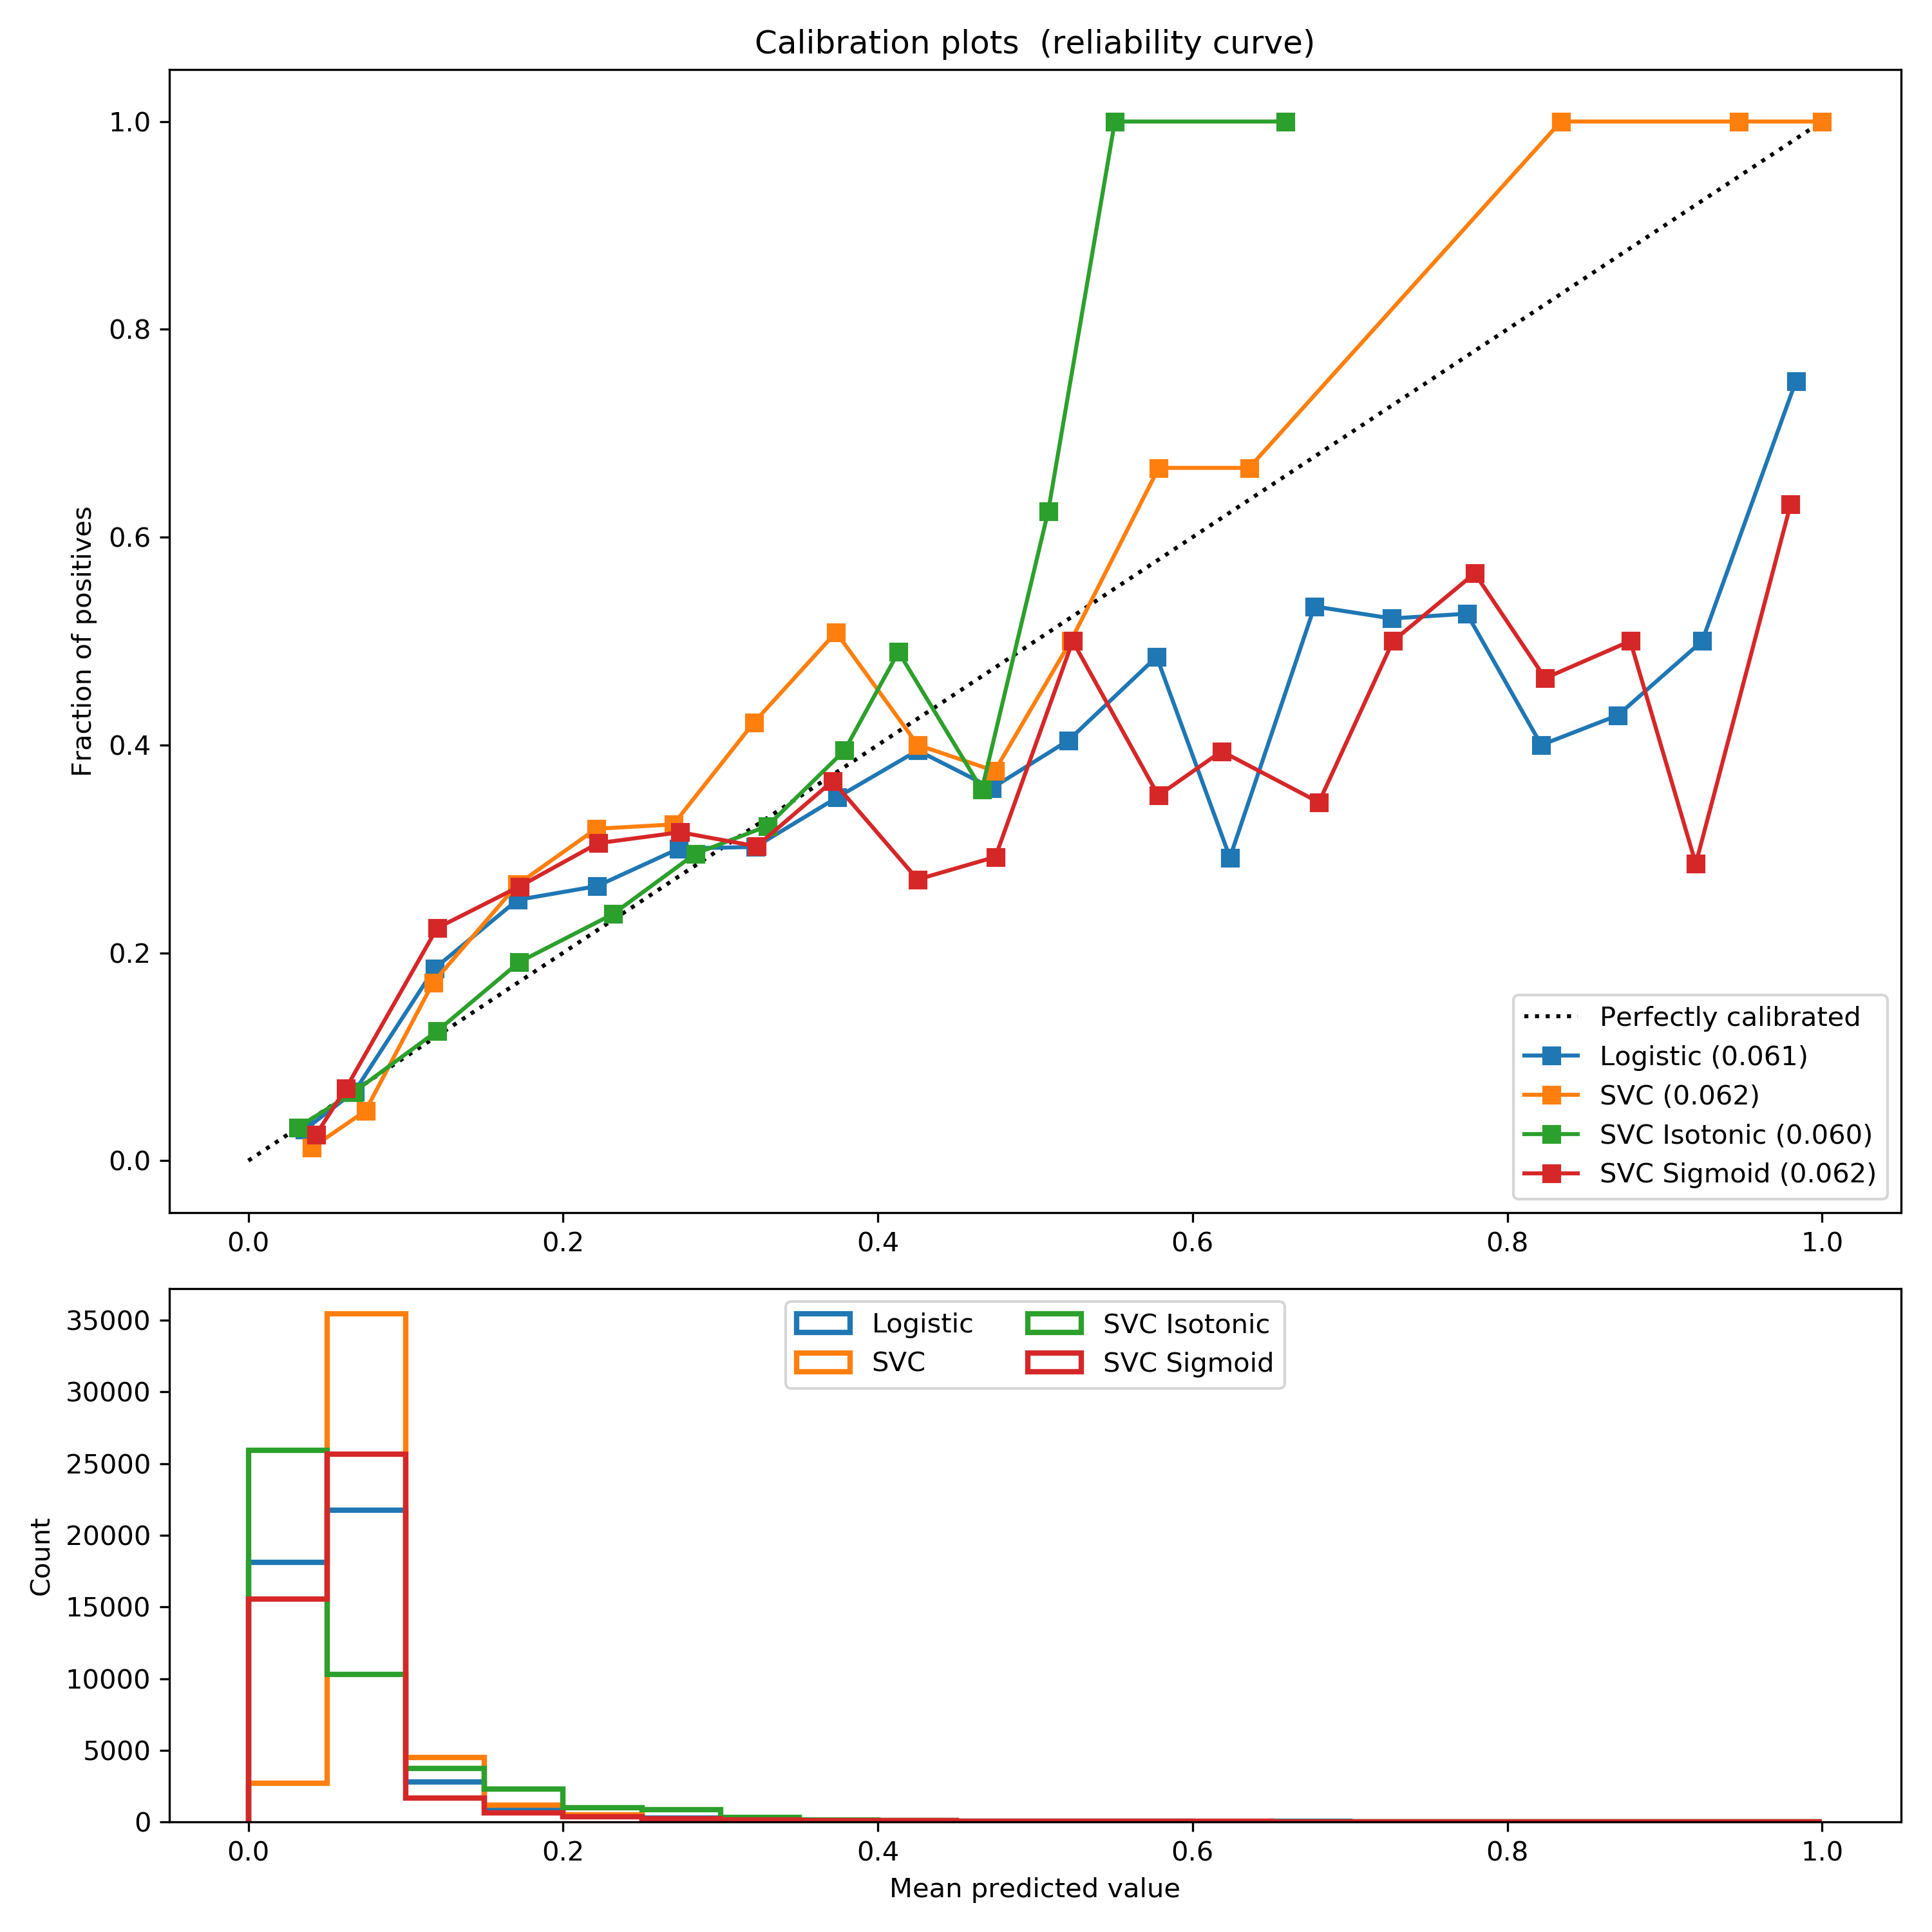 Calibration plots  (reliability curve)
1.0
0.8
0.6
0.4
0.2
0.0
Fraction of positives
Perfectly calibrated
Logistic (0.061)
SVC (0.062)
SVC Isotonic (0.060)
SVC Sigmoid (0.062)
0.0 0.2 0.4 0.6 0.8 1.0
35000
30000
25000
20000
15000
10000
5000
0
Count
Logistic SVC Isotonic
SVC SVC Sigmoid
0.0 0.2 0.4 0.6 0.8 1.0
Mean predicted value